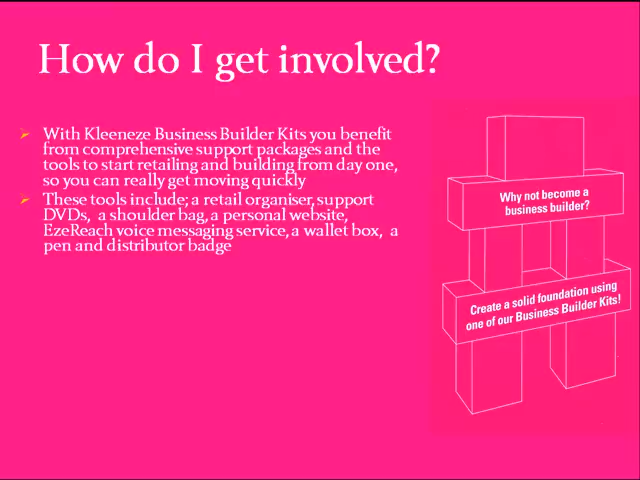 How do I get involved?
With Kleeneze Business Builder Kits you benefit
from comprehensive support packages and the
tools to start retailing and building from day one,
so you can really get moving quickly
These tools include; a retail organiser, support
DVDs, a shoulder bag, a personal website,
EzeReach voice messaging service, a wallet box, a
pen and distributor badge
Why not become a
business builder?
Create a solid foundation using
one of our Business Builder Kits!